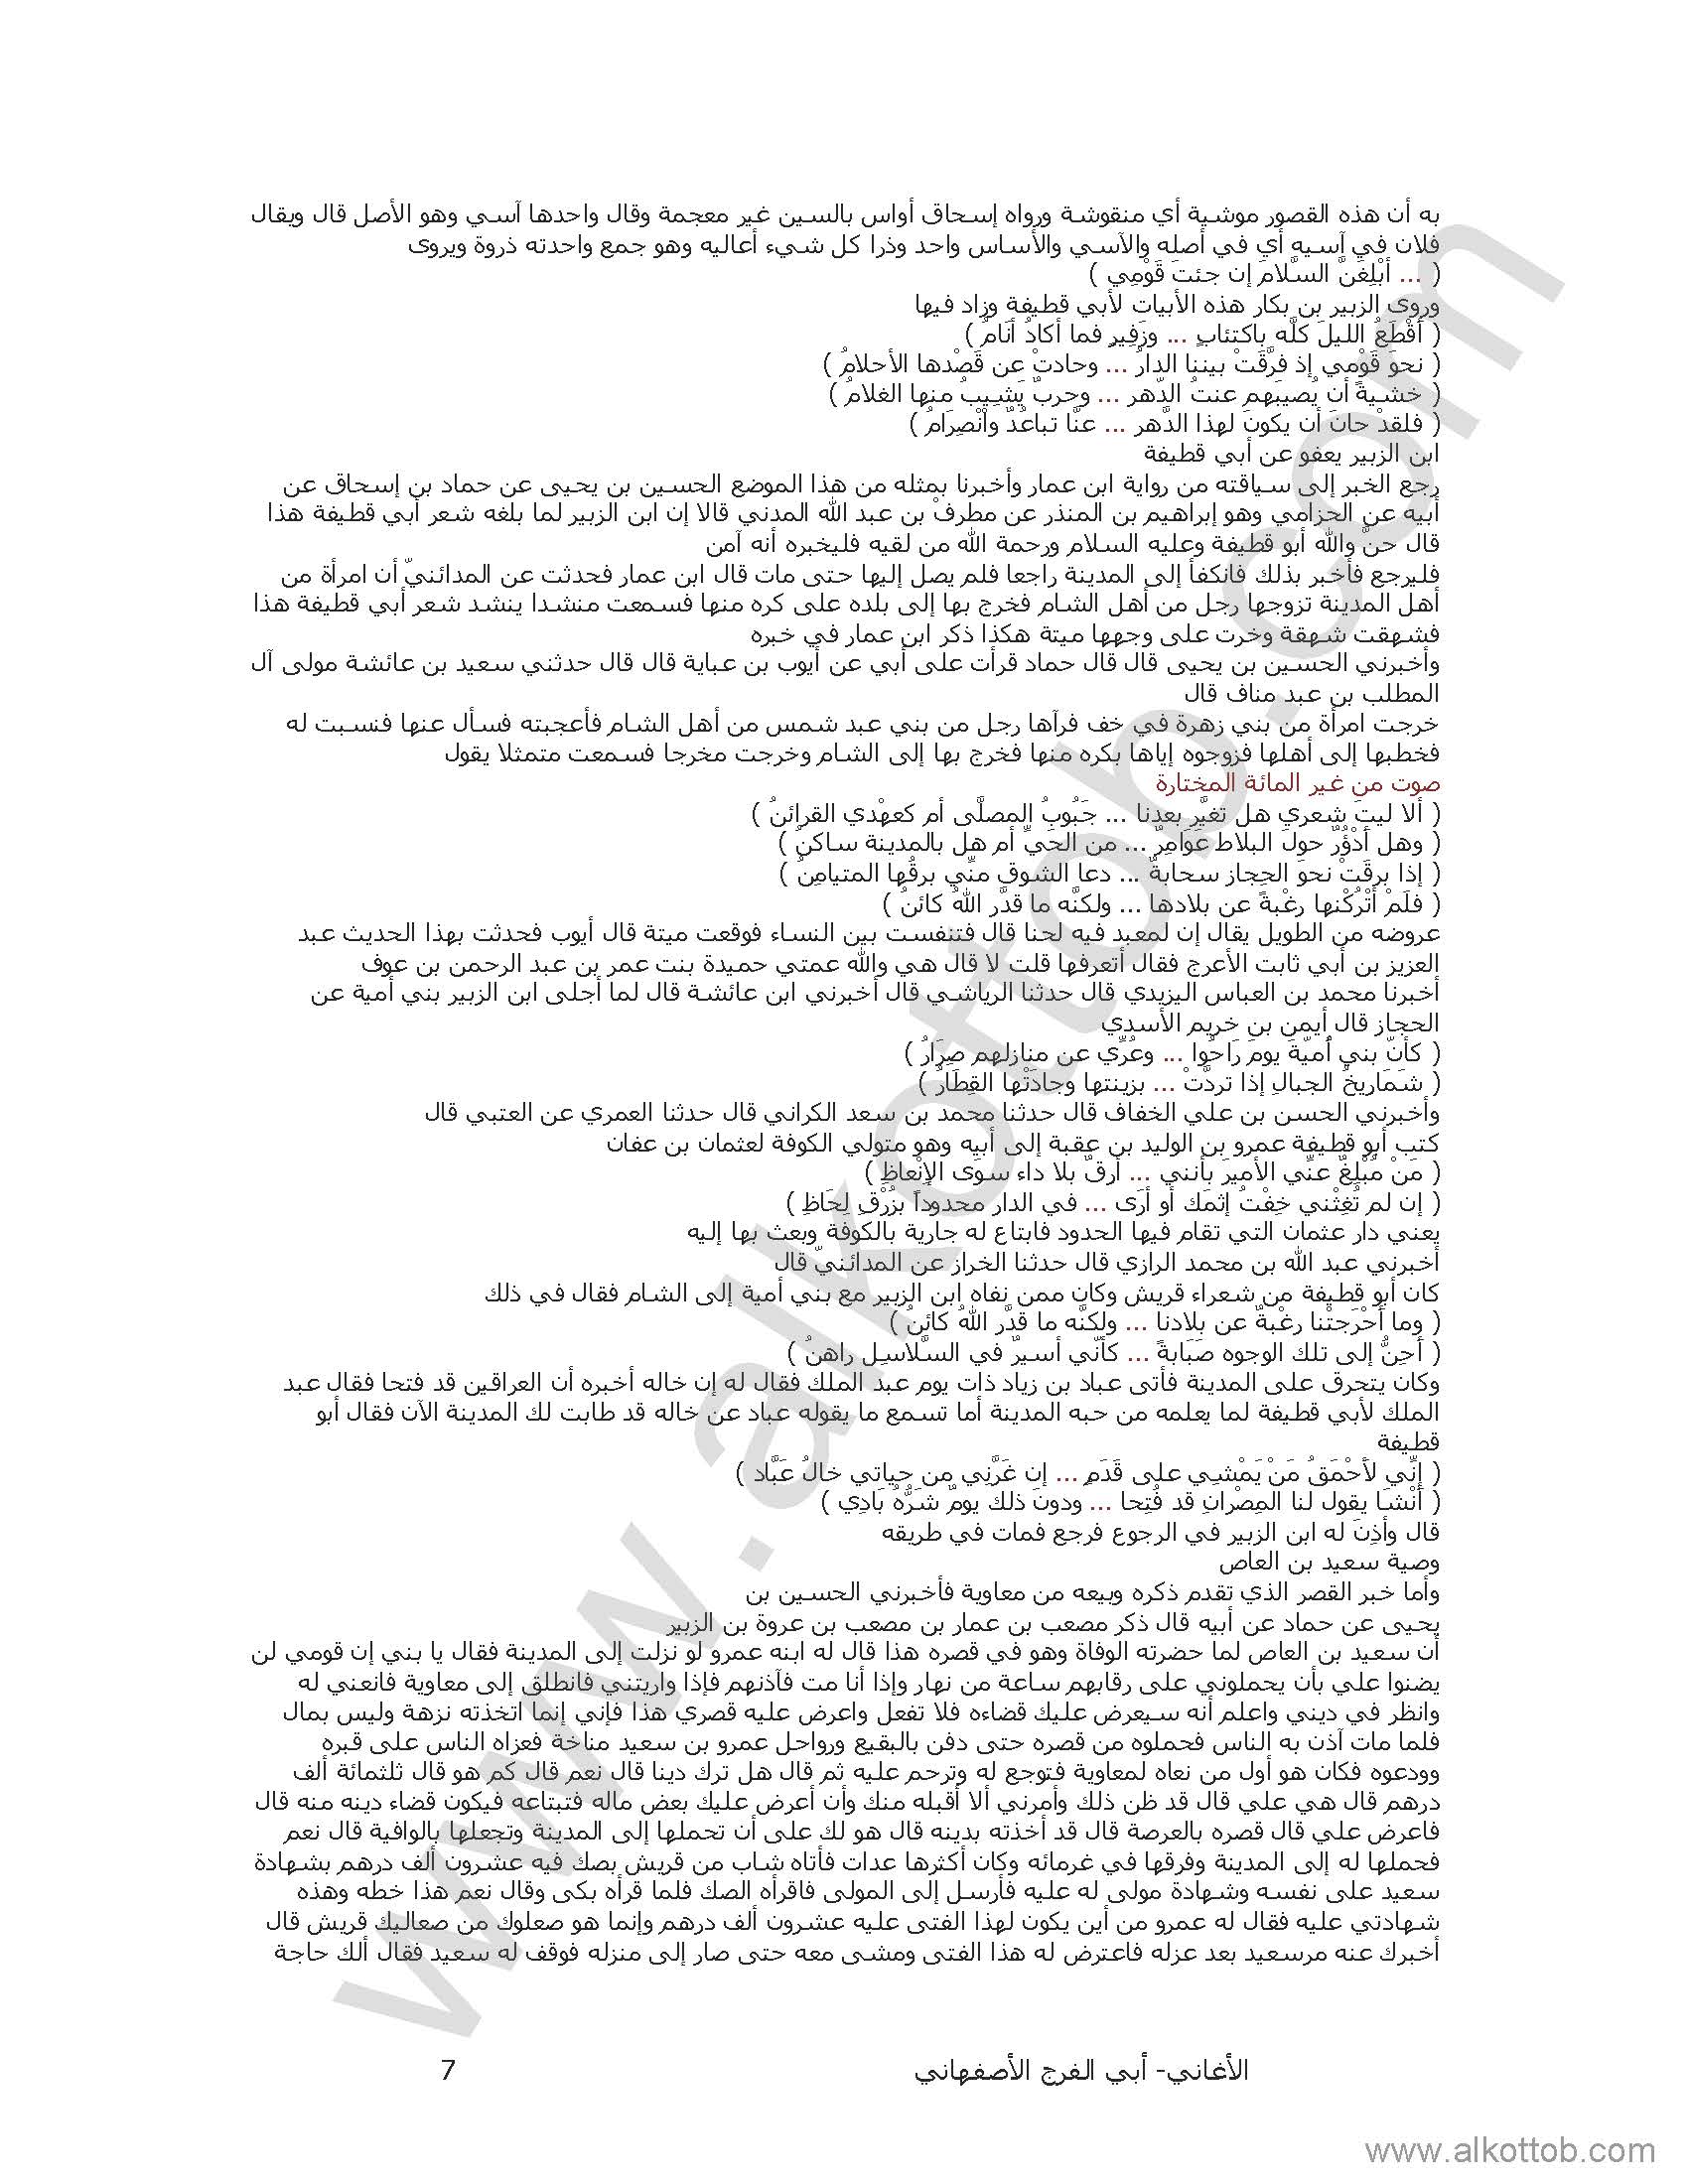 به أن هذه القصور موشية أي منقوشة ورواه إسحاق أواس بالسين غير معجمة وقال واحدها آسي وهو الأصل قال ويقال
فلان في آسيه أي في أصله والآسي والأساس واحد وذرا كل شيء أعاليه وهو جمع واحدته ذروة ويروى
( ... أبْلِغَنَّ السَّلامَ إن جئتَ قَوْمِي )
وروى الزبير بن بكار هذه الأبيات لأبي قطيفة وزاد فيها
( أقْطَعُ الليلَ كلَّه باكتئابٍ ... وزَفِيرٍ فما أكادُ أنَامُ )
( نحوَ قَوْمي إذ فرَّقَتْ بيننا الدارُ ... وحادتْ عن قَصْدها الأحلامُ )
( خشيةً أن يُصيبَهم عنتُ الدَّهر ... وحربٌ يَشِيبُ منها الغلامُ )
( فلقدْ حانَ أن يكونَ لهذا الدَّهر ... عنَّا تباعُدٌ وانْصِرَامُ )
ابن الزبير يعفو عن أبي قطيفة
رجع الخبر إلى سياقته من رواية ابن عمار وأخبرنا بمثله من هذا الموضع الحسين بن يحيى عن حماد بن إسحاق عن
أبيه عن الحزامي وهو إبراهيم بن المنذر عن مطرفْ بن عبد الله المدني قالا إن ابن الزبير لما بلغه شعر أبي قطيفة هذا
قال حنَّ والله أبو قطيفة وعليه السلام ورحمة الله من لقيه فليخبره أنه آمن
فليرجع فأخبر بذلك فانكفأ إلى المدينة راجعا فلم يصل إليها حتى مات قال ابن عمار فحدثت عن المدائنيّ أن امرأة من
أهل المدينة تزوجها رجل من أهل الشام فخرج بها إلى بلده على كره منها فسمعت منشدا ينشد شعر أبي قطيفة هذا
فشهقت شهقة وخرت على وجهها ميتة هكذا ذكر ابن عمار في خبره
وأخبرني الحسين بن يحيى قال قال حماد قرأت على أبي عن أيوب بن عباية قال قال حدثني سعيد بن عائشة مولى آل
المطلب بن عبد مناف قال
خرجت امرأة من بني زهرة في خف فرآها رجل من بني عبد شمس من أهل الشام فأعجبته فسأل عنها فنسبت له
فخطبها إلى أهلها فزوجوه إياها بكره منها فخرج بها إلى الشام وخرجت مخرجا فسمعت متمثلا يقول
صوت من غير المائة المختارة
( ألا ليتَ شعري هل تغيَّر بعدنا ... جَبُوبُ المصلَّى أم كعهْدي القرائنُ )
( وهل أدْؤُرٌ حولَ البلاط عَوَامِرٌ ... من الحَيِّ أم هل بالمدينة ساكنُ )
( إذا برقَتْ نحوَ الحِجاز سحابةٌ ... دعا الشوق منِّي برقُها المتيامِنُ )
( فلَمْ أتْرُكْنها رغْبةً عن بلادها ... ولكنَّه ما قدَّر اللهُ كائنُ )
عروضه من الطويل يقال إن لمعبد فيه لحنا قال فتنفست بين النساء فوقعت ميتة قال أيوب فحدثت بهذا الحديث عبد
العزيز بن أبي ثابت الأعرج فقال أتعرفها قلت لا قال هي والله عمتي حميدة بنت عمر بن عبد الرحمن بن عوف
أخبرنا محمد بن العباس اليزيدي قال حدثنا الرياشي قال أخبرني ابن عائشة قال لما أجلى ابن الزبير بني أمية عن
الحجاز قال أيمن بن خريم الأسدي
( كأنّ بني أميّةَ يومَ رَاحُوا ... وعُرِّي عن منازلهم صِرَارُ )
( شَمَاريخُ الجبالِ إذا تردَّتْ ... بزينتها وجادَتْها القِطَارُ )
وأخبرني الحسن بن علي الخفاف قال حدثنا محمد بن سعد الكراني قال حدثنا العمري عن العتبي قال
كتب أبو قطيفة عمرو بن الوليد بن عقبة إلى أبيه وهو متولي الكوفة لعثمان بن عفان
( مَنْ مُبْلِغٌ عنِّي الأميرَ بأنني ... أرقٌ بلا داء سوَى الإنْعاظِ )
( إن لم تُغِثْني خِفْتُ إثمَك أو أرَى ... في الدار محدوداً بزُرْقِ لِحَاظِ )
يعني دار عثمان التي تقام فيها الحدود فابتاع له جارية بالكوفة وبعث بها إليه
أخبرني عبد الله بن محمد الرازي قال حدثنا الخراز عن المدائنيّ قال
كان أبو قطيفة من شعراء قريش وكان ممن نفاه ابن الزبير مع بني أمية إلى الشام فقال في ذلك
( وما أَخْرَجتْنا رغْبةٌ عن بلادنا ... ولكنَّه ما قدَّر اللهُ كائنُ )
( أحِنُّ إلى تلك الوجوه صَبَابةً ... كأنّي أسيرٌ في السَّلاسِل راهنُ )
وكان يتحرق على المدينة فأتى عباد بن زياد ذات يوم عبد الملك فقال له إن خاله أخبره أن العراقين قد فتحا فقال عبد
الملك لأبي قطيفة لما يعلمه من حبه المدينة أما تسمع ما يقوله عباد عن خاله قد طابت لك المدينة الآن فقال أبو
قطيفة
( إنِّي لأَحْمَقُ مَنْ يَمْشِي على قَدَمٍ ... إن غَرَّنِي من حياتي خالُ عَبَّاد )
( أنْشَا يقول لنا المِصْرانِ قد فُتِحا ... ودونَ ذلك يومٌ شَرُّهُ بَادِي )
قال وأذِنَ له ابن الزبير في الرجوع فرجع فمات في طريقه
وصية سعيد بن العاص
وأما خبر القصر الذي تقدم ذكره وبيعه من معاوية فأخبرني الحسين بن
يحيى عن حماد عن أبيه قال ذكر مصعب بن عمار بن مصعب بن عروة بن الزبير
أن سعيد بن العاص لما حضرته الوفاة وهو في قصره هذا قال له ابنه عمرو لو نزلت إلى المدينة فقال يا بني إن قومي لن
يضنوا علي بأن يحملوني على رقابهم ساعة من نهار وإذا أنا مت فآذنهم فإذا واريتني فانطلق إلى معاوية فانعني له
وانظر في ديني واعلم أنه سيعرض عليك قضاءه فلا تفعل واعرض عليه قصري هذا فإني إنما اتخذته نزهة وليس بمال
فلما مات آذن به الناس فحملوه من قصره حتى دفن بالبقيع ورواحل عمرو بن سعيد مناخة فعزاه الناس على قبره
وودعوه فكان هو أول من نعاه لمعاوية فتوجع له وترحم عليه ثم قال هل ترك دينا قال نعم قال كم هو قال ثلثمائة ألف
درهم قال هي علي قال قد ظن ذلك وأمرني ألا أقبله منك وأن أعرض عليك بعض ماله فتبتاعه فيكون قضاء دينه منه قال
فاعرض علي قال قصره بالعرصة قال قد أخذته بدينه قال هو لك على أن تحملها إلى المدينة وتجعلها بالوافية قال نعم
فحملها له إلى المدينة وفرقها في غرمائه وكان أكثرها عدات فأتاه شاب من قريش بصك فيه عشرون ألف درهم بشهادة
سعيد على نفسه وشهادة مولى له عليه فأرسل إلى المولى فاقرأه الصك فلما قرأه بكى وقال نعم هذا خطه وهذه
شهادتي عليه فقال له عمرو من أين يكون لهذا الفتى عليه عشرون ألف درهم وإنما هو صعلوك من صعاليك قريش قال
أخبرك عنه مرسعيد بعد عزله فاعترض له هذا الفتى ومشى معه حتى صار إلى منزله فوقف له سعيد فقال ألك حاجة
الأغاني- أبي الفرج الأصفهاني 7
www.alkottob.com
www.alkottob.com